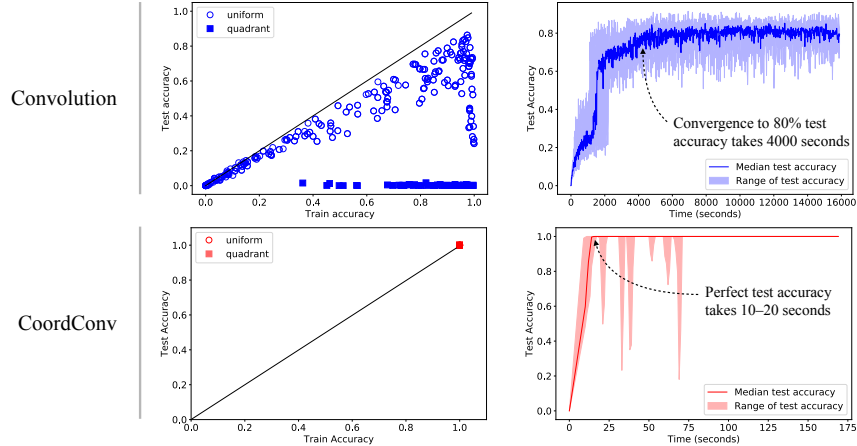 Convolution
uniform
quadrant
Test accuracy
1.0
0.8
0.6
0.4
0.2
0.0
0.0 0.2 0.4 0.6 0.8 1.0
Train accuracy
Test accuracy
0.8
0.6
0.4
0.2
0.0
Convergence to 80% test
accuracy takes 4000 seconds
Median test accuracy
Range of test accuracy
0 2000 4000 6000 8000 10000 12000 14000 16000
Time (seconds)
CoordConv
uniform
quadrant
Test Accuracy
1.0
0.8
0.6
0.4
0.2
0.0
0.0 0.2 0.4 0.6 0.8 1.0
Train Accuracy
Test Accuracy
1.0
0.8
0.6
0.4
0.2
0.0
Perfect test accuracy
takes 10–20 seconds
Median test accuracy
Range of test accuracy
0 25 50 75 100 125 150 175
Time (seconds)